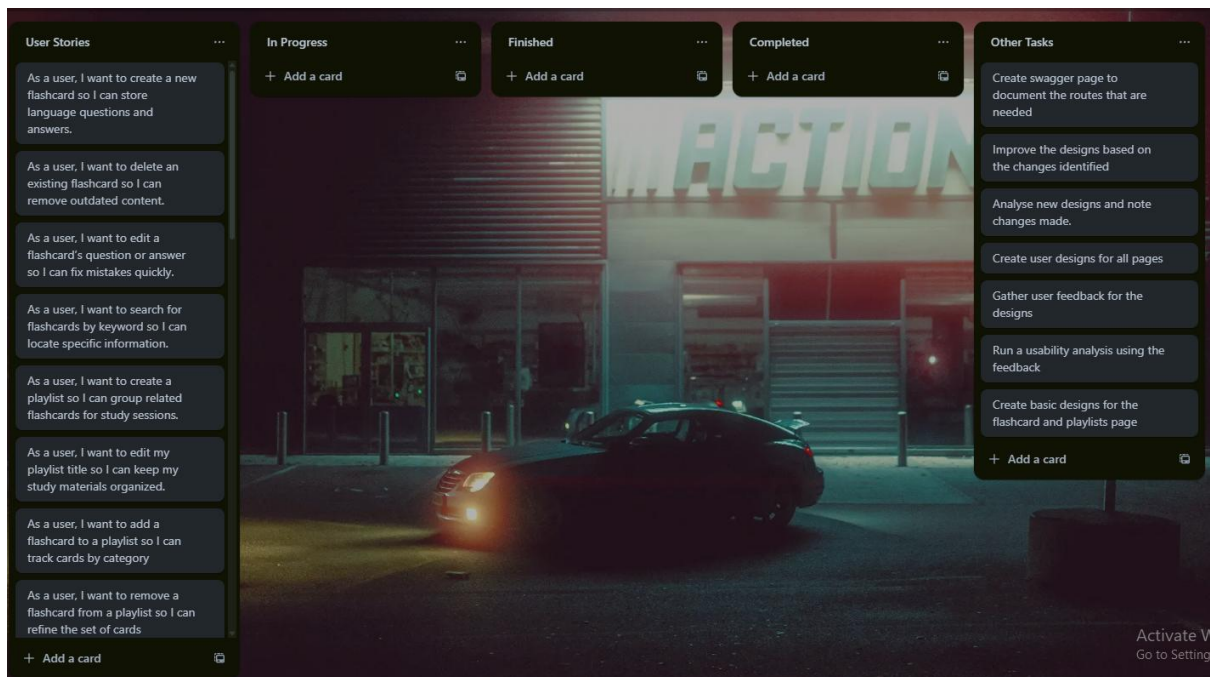 User Stories
As a user, I want to create a new
flashcard so I can store
language questions and
answers.
As a user, I want to delete an
existing flashcard so I can
remove outdated content.
As a user, I want to edit a
flashcard's question or answer
so I can fix mistakes quickly.
As a user, I want to search for
flashcards by keyword so I can
locate specific information.
As a user, I want to create a
playlist so I can group related
flashcards for study sessions.
As a user, I want to edit my
playlist title so I can keep my
study materials organized.
As a user, I want to add a
flashcard to a playlist so I can
track cards by category
As a user, I want to remove a
flashcard from a playlist so I can
refine the set of cards
+ Add a card
In Progress
+ Add a card
Finished
+ Add a card
Completed
+ Add a card
Other Tasks
Create swagger page to
document the routes that are
needed
Improve the designs based on
the changes identified
Analyse new designs and note
changes made.
Create user designs for all pages
Gather user feedback for the
designs
Run a usability analysis using the
feedback
Create basic designs for the
flashcard and playlists page
+ Add a card
ACTION
Activate W
Go to Setting